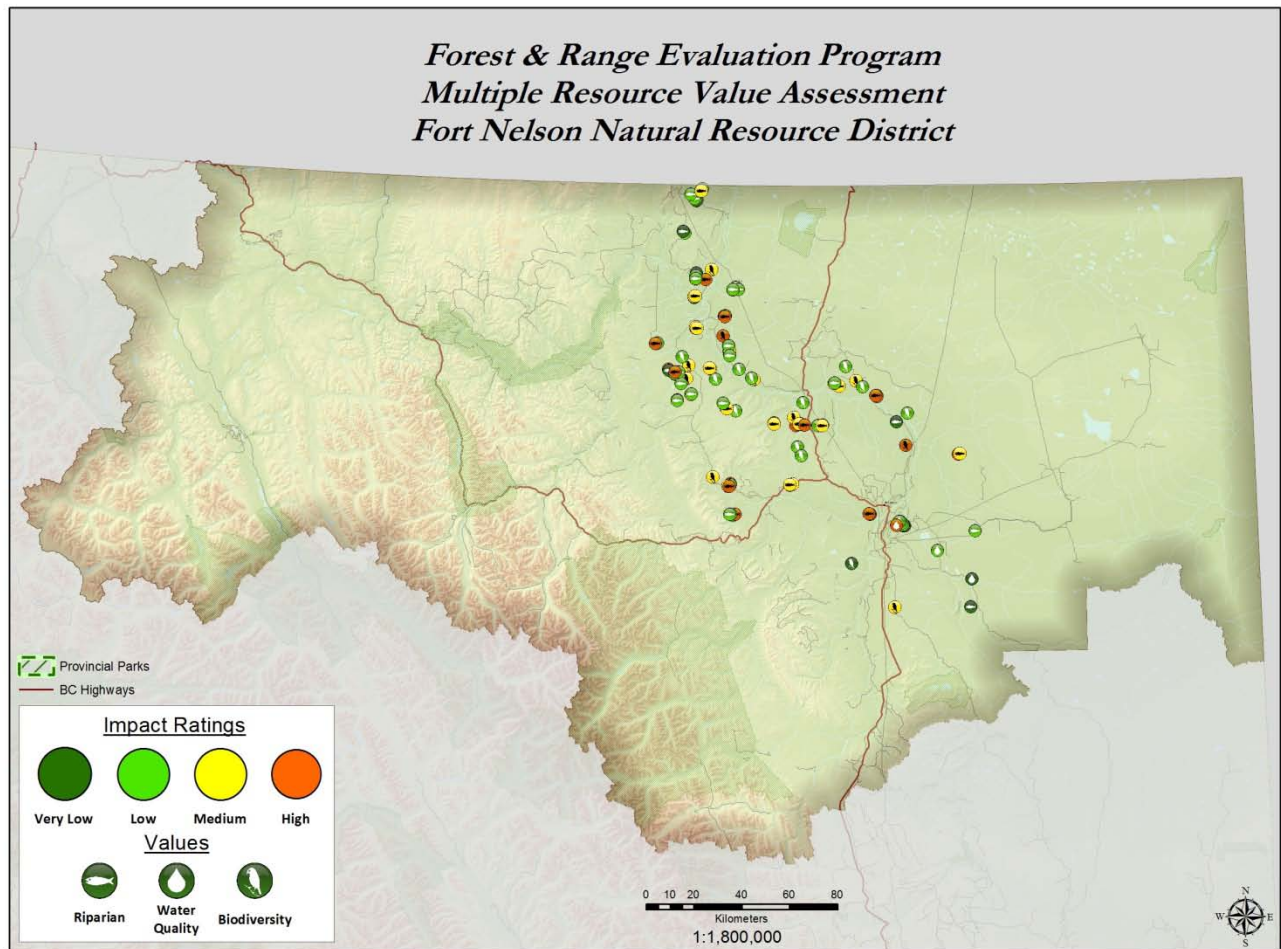 Forest & Range Evaluation Program
Multiple Resource Value Assessment
Fort Nelson Natural Resource District
Provincial Parks
BC Highways
Impact Ratings
Very Low
Low
Medium
High
Values
Riparian
Water
Quality
Biodiversity
0 10 20 40 60 80
Kilometers
1:1,800,000
N
W
E
S